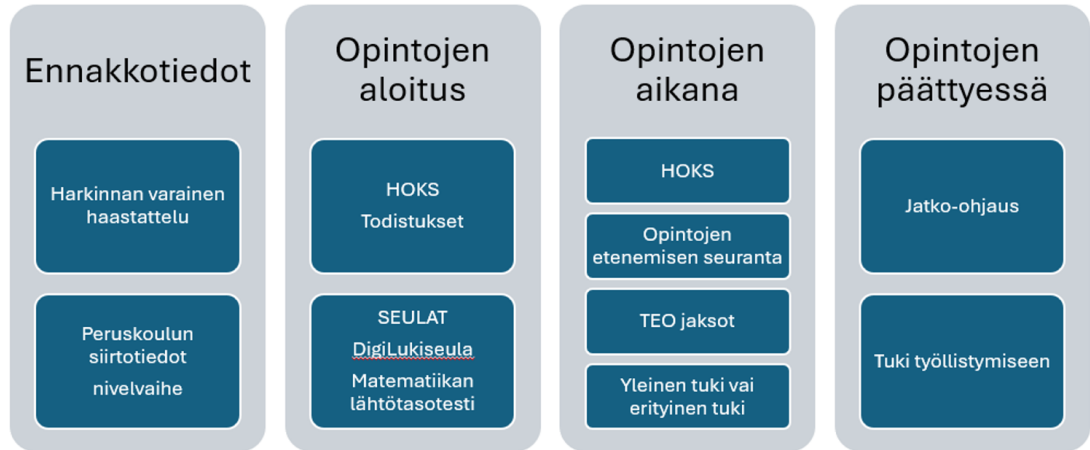 Ennakkotiedot
Harkinnan varainen
haastattelu
Peruskoulun
siirtotiedot
nivelvaihe
Opintojen
aloitus
HOKS
Todistukset
SEULAT
DigiLukiseula
Matematiikan
lähtötasotesti
Opintojen
aikana
HOKS
Opintojen
etenemisen seuranta
TEO jaksot
Yleinen tuki vai
erityinen tuki
Opintojen
päättyessä
Jatko-ohjaus
Tuki työllistymiseen